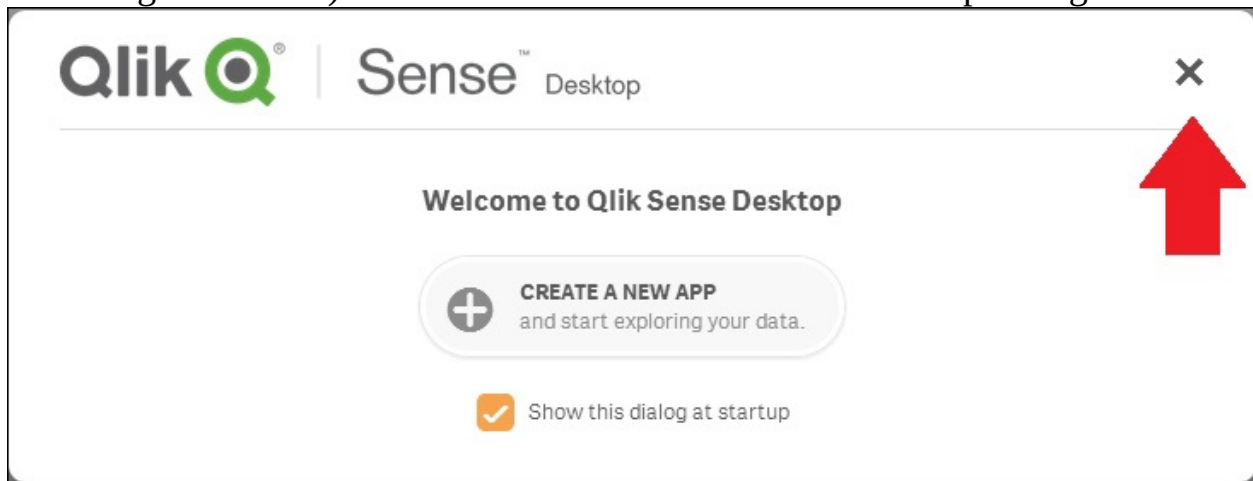 Qlik Q® | Sense™ Desktop
Welcome to Qlik Sense Desktop
CREATE A NEW APP
and start exploring your data.
Show this dialog at startup